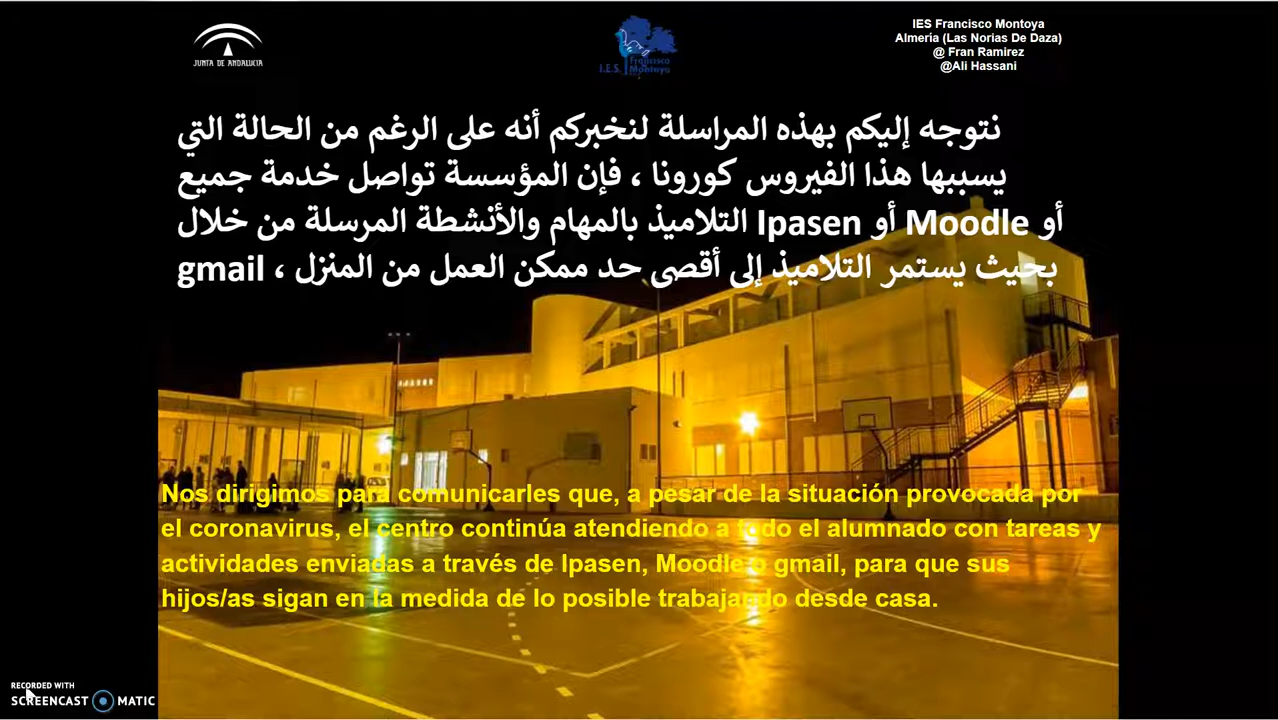 JUNTA DE ANDALUCIA
I.E.S. Francisco
Montoya
IES Francisco Montoya
Almeria (Las Norias De Daza)
@ Fran Ramirez
@Ali Hassani
نتوجه إليكم بهذه المراسلة لنخبركم أنه على الرغم من الحالة التي
يسببها هذا الفيروس كورونا ، فإن المؤسسة تواصل خدمة جميع
التلاميذ بالمهام والأنشطة المرسلة من خلال Ipasen أو Moodle أو
gmail ، بحيث يستمر التلاميذ إلى أقصى حد ممكن العمل من المنزل
Nos dirigimos para comunicarles que, a pesar de la situación provocada por
el coronavirus, el centro continúa atendiendo a todo el alumnado con tareas y
actividades enviadas a través de Ipasen, Moodle o gmail, para que sus
hijos/as sigan en la medida de lo posible trabajando desde casa.
RECORDED WITH
SCREENCAST MATIC